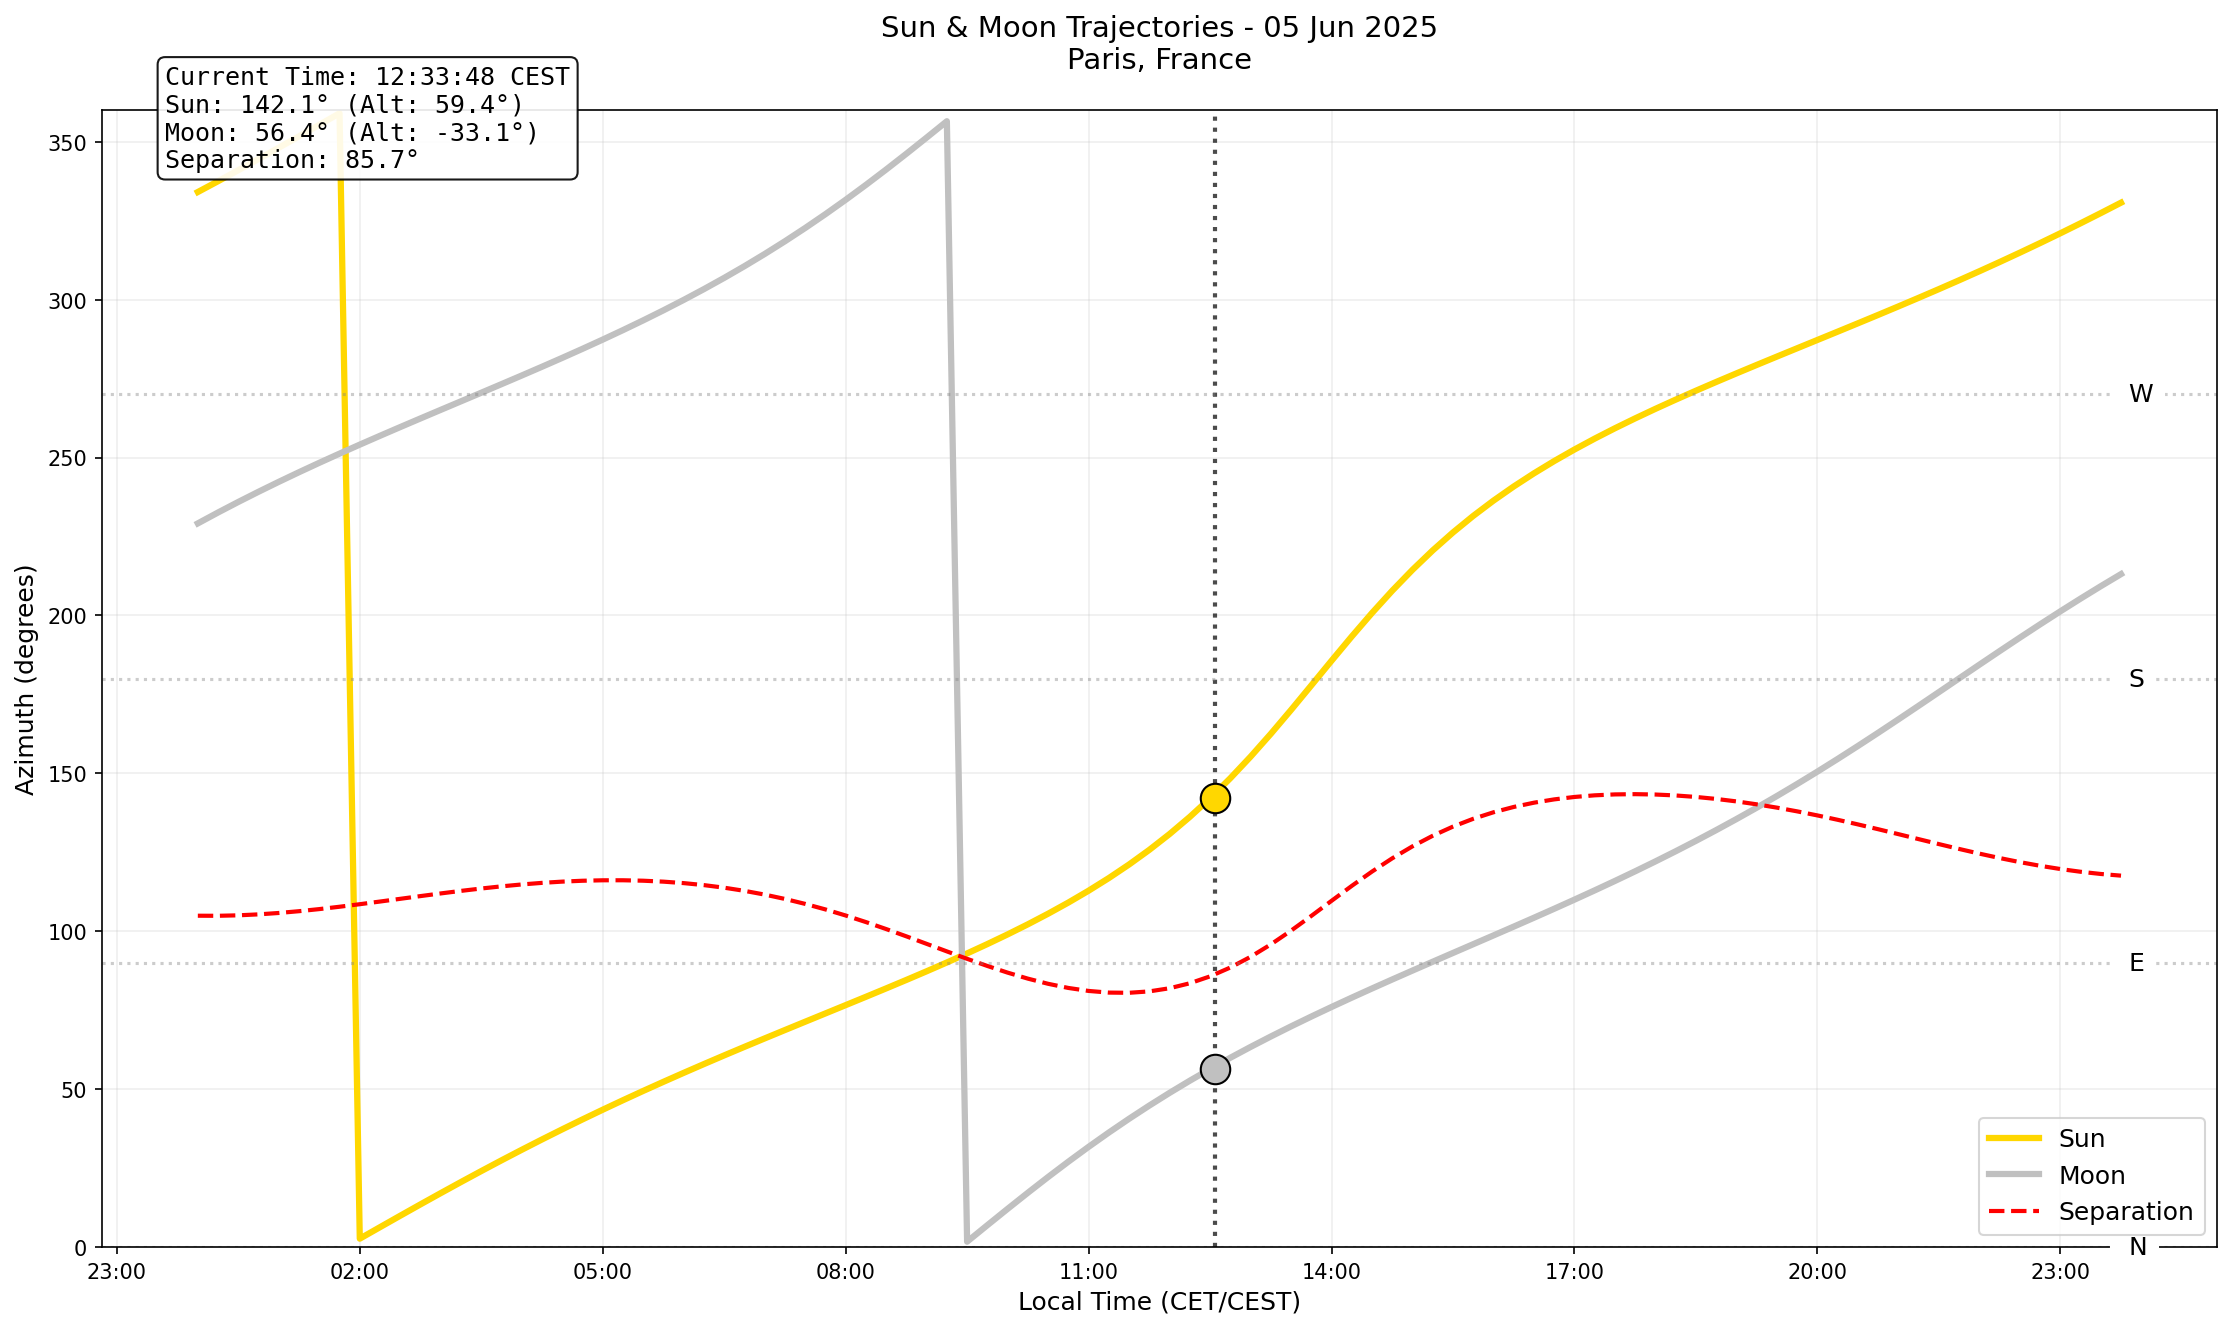 Sun & Moon Trajectories - 05 Jun 2025
Paris, France
Current Time: 12:33:48 CEST
Sun: 142.1° (Alt: 59.4°)
Moon: 56.4° (Alt: -33.1°)
Separation: 85.7°
Azimuth (degrees)
350
300
250
200
150
100
50
0
W
S
E
N
Sun
Moon
Separation
23:00
02:00
05:00
08:00
11:00
14:00
17:00
20:00
23:00
Local Time (CET/CEST)